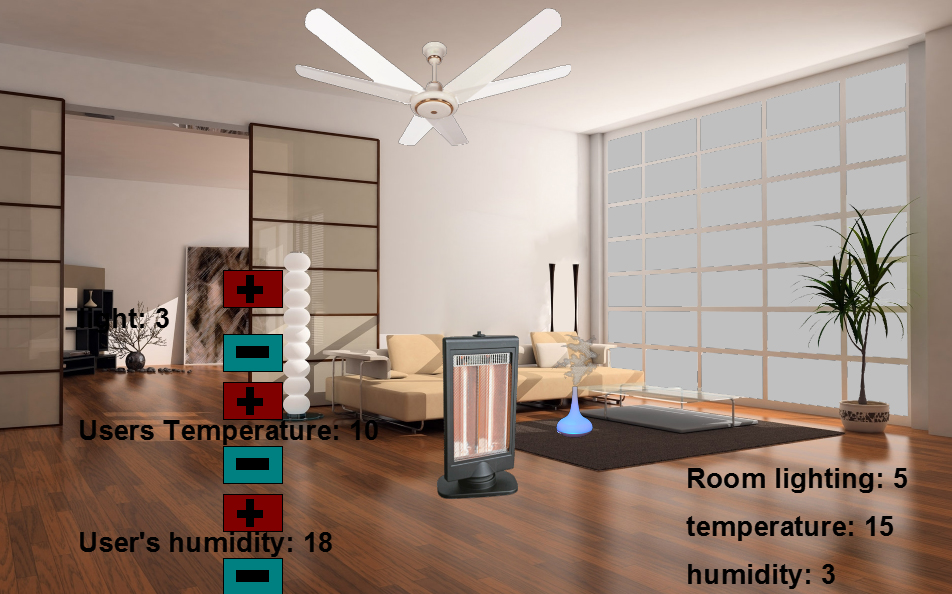 light: 3
Users Temperature: 10
User's humidity: 18
Room lighting: 5
temperature: 15
humidity: 3